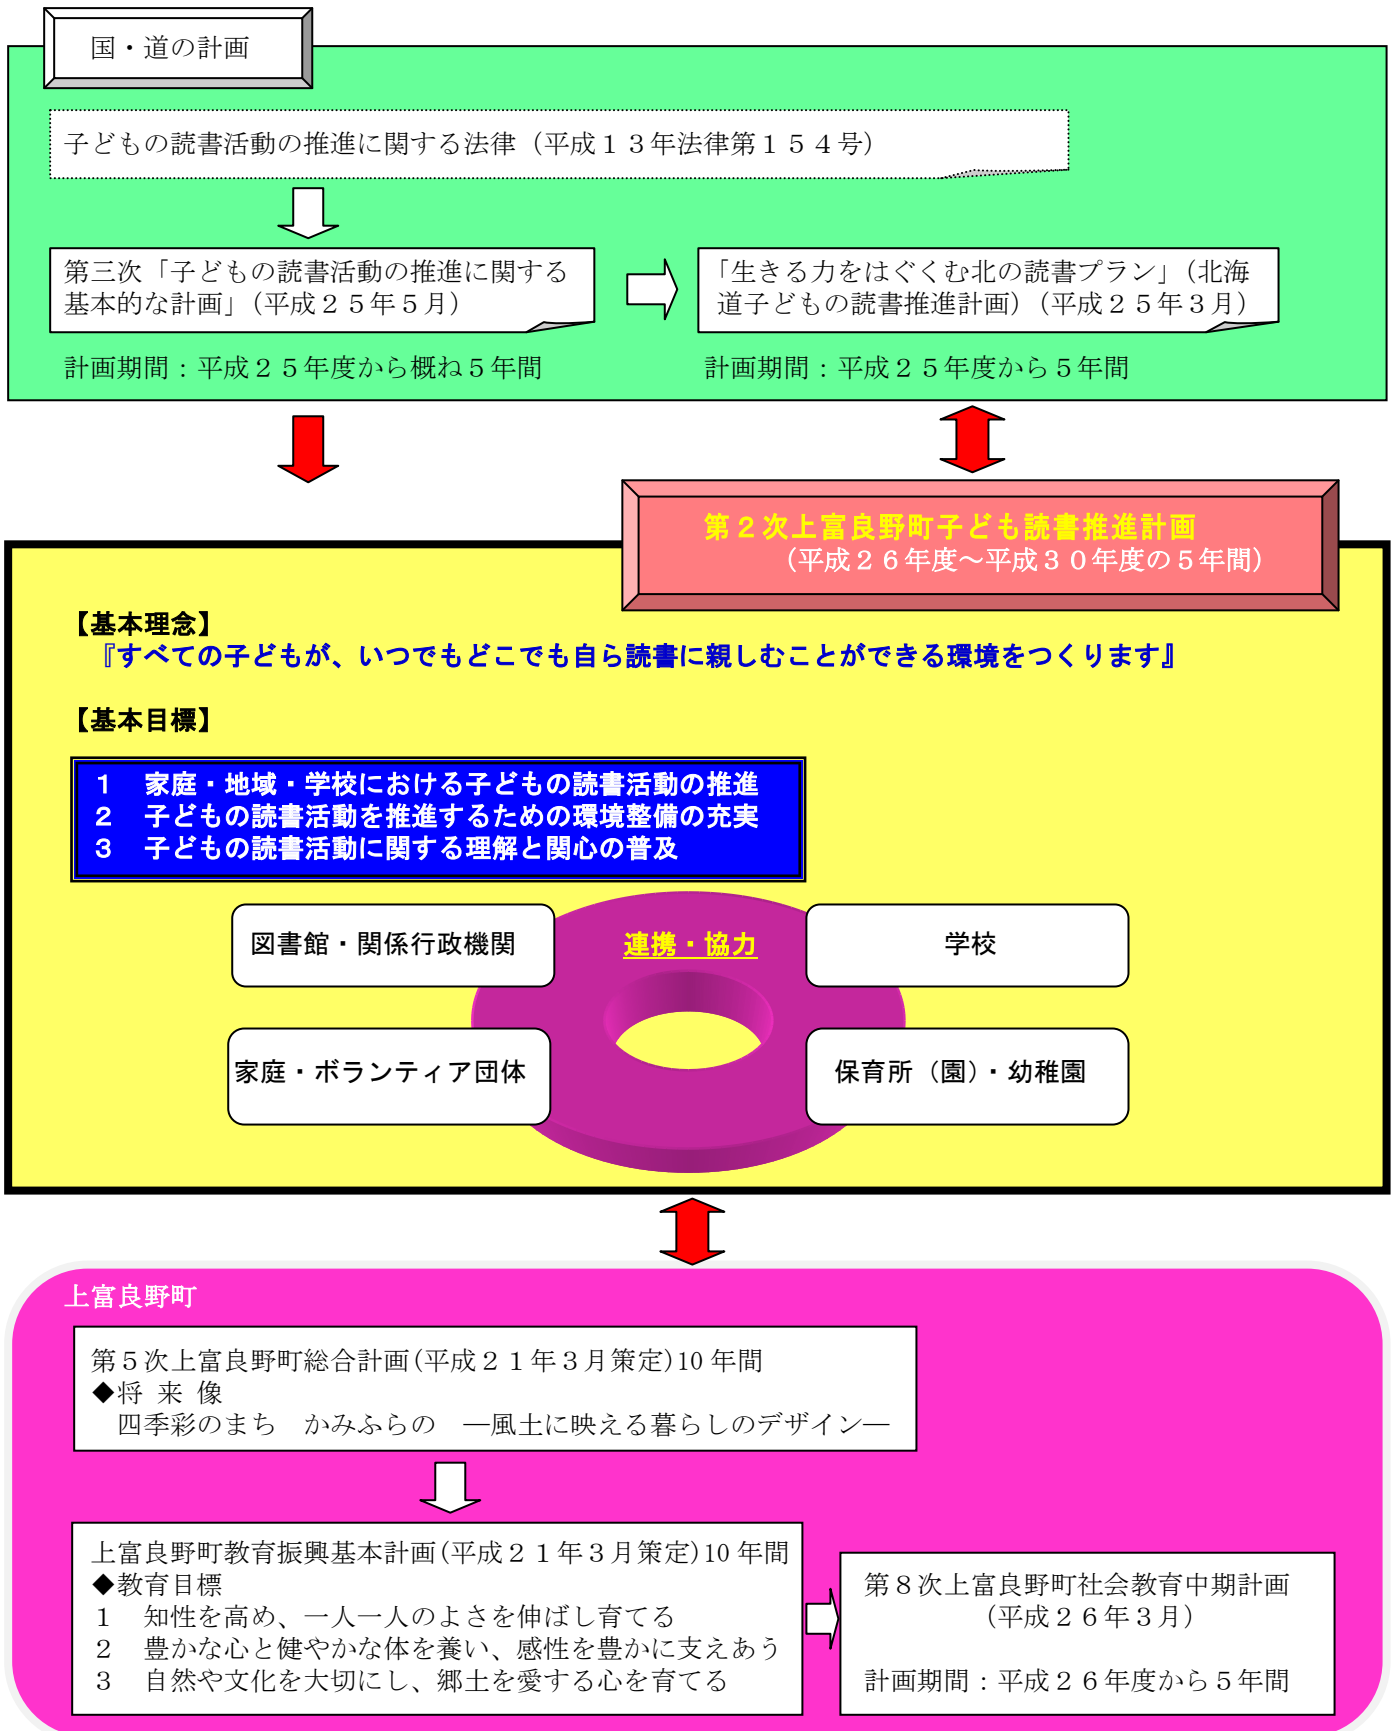 国・道の計画
子どもの読書活動の推進に関する法律（平成１３年法律第１５４号）
第三次「子どもの読書活動の推進に関する
基本的な計画」（平成２５年５月）
「生きる力をはぐくむ北の読書プラン」（北海
道子どもの読書推進計画）（平成２５年３月）
計画期間：平成２５年度から概ね５年間
計画期間：平成２５年度から５年間
第２次上富良野町子ども読書推進計画
（平成２６年度～平成３０年度の５年間）
【基本理念】
『すべての子どもが、いつでもどこでも自ら読書に親しむことができる環境をつくります』
【基本目標】
１　家庭・地域・学校における子どもの読書活動の推進
２　子どもの読書活動を推進するための環境整備の充実
３　子どもの読書活動に関する理解と関心の普及
図書館・関係行政機関
連携・協力
学校
家庭・ボランティア団体
保育所（園）・幼稚園
上富良野町
第５次上富良野町総合計画(平成２１年３月策定)10年間
◆将 来 像
四季彩のまち　かみふらの　―風土に映える暮らしのデザイン―
上富良野町教育振興基本計画(平成２１年３月策定)10年間
◆教育目標
１　知性を高め、一人一人のよさを伸ばし育てる
２　豊かな心と健やかな体を養い、感性を豊かに支えあう
３　自然や文化を大切にし、郷土を愛する心を育てる
第８次上富良野町社会教育中期計画
（平成２６年３月）
計画期間：平成２６年度から５年間